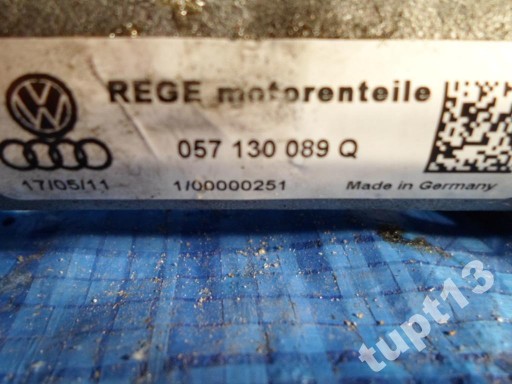 REGE motorenteile
057 130 089 Q
17/05/11 1/00000251 Made in Germany
tupt13